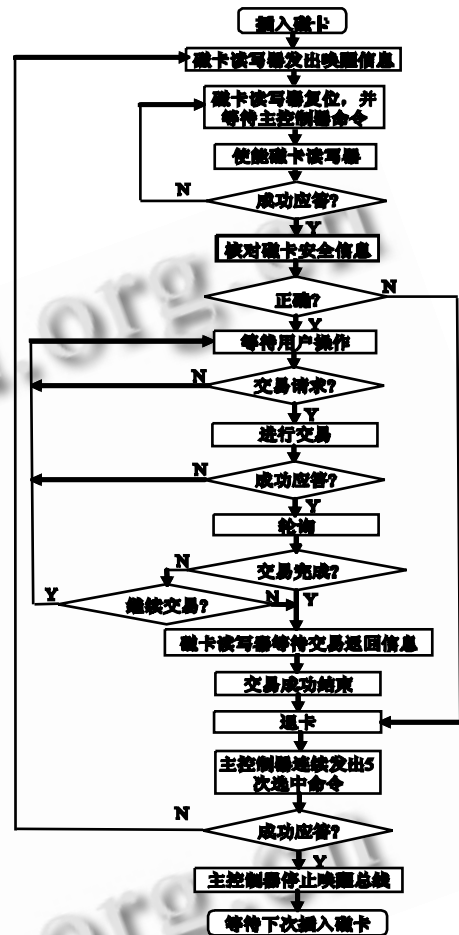 插入磁卡
磁卡读写器发出唤醒信息
磁卡读写器复位，并
等待主控制器命令
使能磁卡读写器
N
成功应答?
Y
核对磁卡安全信息
正确?
N
Y
等待用户操作
N
交易请求?
Y
进行交易
N
成功应答?
Y
轮询
N
交易完成?
Y
继续交易?
N
Y
磁卡读写器等待交易返回信息
交易成功结束
退卡
主控制器连续发出5
次选中命令
N
成功应答?
Y
主控制器停止唤醒总线
等待下次插入磁卡
.org.cn
.org.cn